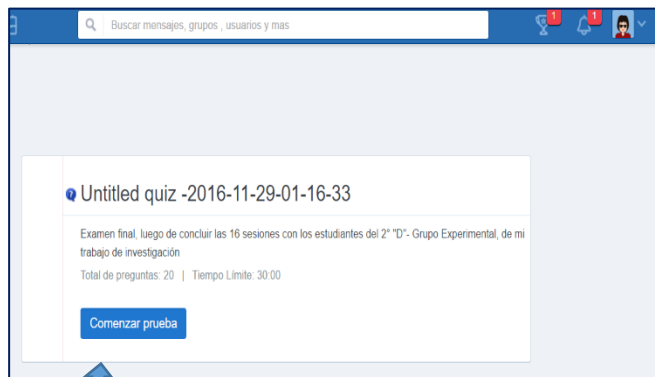 Buscar mensajes, grupos , usuarios y mas
1
1
Untitled quiz -2016-11-29-01-16-33
Examen final, luego de concluir las 16 sesiones con los estudiantes del 2° "D"- Grupo Experimental, de mi
trabajo de investigación
Total de preguntas: 20 | Tiempo Límite: 30:00
Comenzar prueba